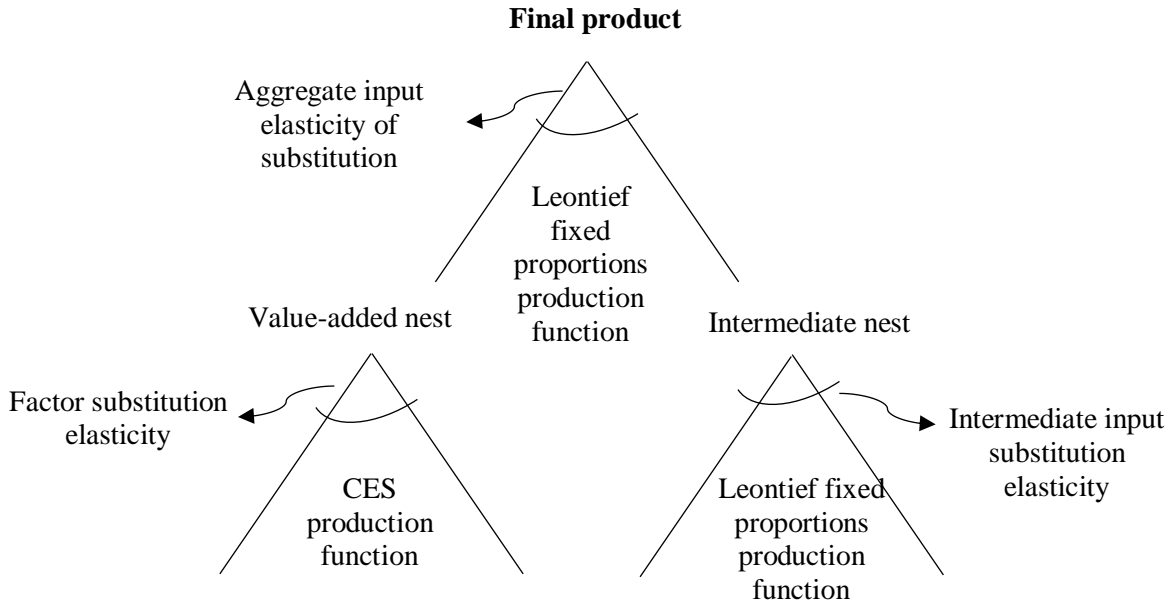 Final product
Aggregate input
elasticity of
substitution
Leontief
fixed
proportions
production
function
Value-added nest
Intermediate nest
Factor substitution
elasticity
CES
production
function
Leontief fixed
proportions
production
function
Intermediate input
substitution
elasticity